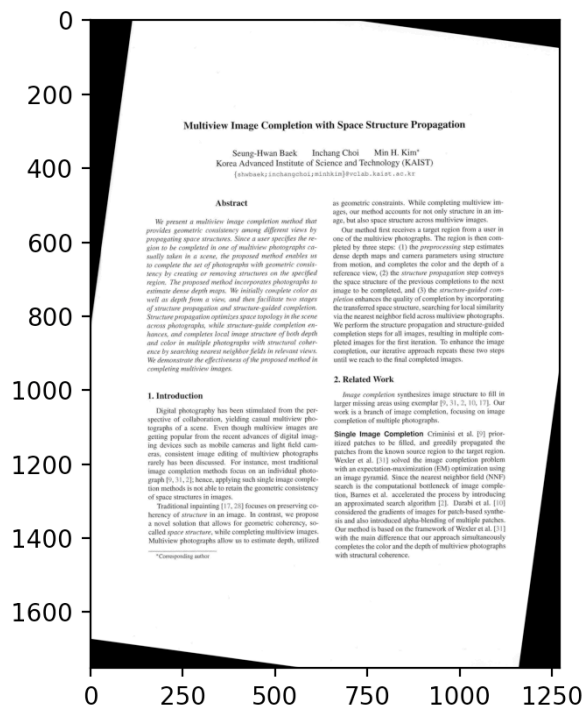 0
200
400
600
800
1000
1200
1400
1600
0
250
500
750
1000
1250
Multiview Image Completion with Space Structure Propagation
Seung-Hwan Baek Inchang Choi Min H. Kim*
Korea Advanced Institute of Science and Technology (KAIST)
{shwbaek;inchangchoi;minhkim}@vclab.kaist.ac.kr
Abstract
We present a multiview image completion method that
provides geometric consistency among different views by
propagating space structures. Since a user specifies the re-
gion to be completed in one of multiview photographs ca-
sually taken in a scene, the proposed method enables us
to complete the set of photographs with geometric consis-
tency by creating or removing structures on the specified
region. The proposed method incorporates photographs to
estimate dense depth maps. We initially complete color as
well as depth from a view, and then facilitate two stages
of structure propagation and structure-guided completion.
Structure propagation optimizes space topology in the scene
across photographs, while structure-guide completion en-
hances, and completes local image structure of both depth
and color in multiple photographs with structural coher-
ence by searching nearest neighbor fields in relevant views.
We demonstrate the effectiveness of the proposed method in
completing multiview images.
1. Introduction
Digital photography has been stimulated from the per-
spective of collaboration, yielding casual multiview pho-
tographs of a scene. Even though multiview images are
getting popular from the recent advances of digital imag-
ing devices such as mobile cameras and light field cam-
eras, consistent image editing of multiview photographs
rarely has been discussed. For instance, most traditional
image completion methods focus on an individual photo-
graph [9, 31, 2]; hence, applying such single image comple-
tion methods is not able to retain the geometric consistency
of space structures in images.
Traditional inpainting [17, 28] focuses on preserving co-
herency of structure in an image. In contrast, we propose
a novel solution that allows for geometric coherency, so-
called space structure, while completing multiview images.
Multiview photographs allow us to estimate depth, utilized
*Corresponding author
as geometric constraints. While completing multiview im-
ages, our method accounts for not only structure in an im-
age, but also space structure across multiview images.
Our method first receives a target region from a user in
one of the multiview photographs. The region is then com-
pleted by three steps: (1) the preprocessing step estimates
dense depth maps and camera parameters using structure
from motion, and completes the color and the depth of a
reference view, (2) the structure propagation step conveys
the space structure of the previous completions to the next
image to be completed, and (3) the structure-guided com-
pletion enhances the quality of completion by incorporating
the transferred space structure, searching for local similarity
via the nearest neighbor field across multiview photographs.
We perform the structure propagation and structure-guided
completion steps for all images, resulting in multiple com-
pleted images for the first iteration. To enhance the image
completion, our iterative approach repeats these two steps
until we reach to the final completed images.
2. Related Work
Image completion synthesizes image structure to fill in
larger missing areas using exemplar [9, 31, 2, 10, 17]. Our
work is a branch of image completion, focusing on image
completion of multiple photographs.
Single Image Completion Criminisi et al. [9] prior-
itized patches to be filled, and greedily propagated the
patches from the known source region to the target region.
Wexler et al. [31] solved the image completion problem
with an expectation-maximization (EM) optimization using
an image pyramid. Since the nearest neighbor field (NNF)
search is the computational bottleneck of image comple-
tion, Barnes et al. accelerated the process by introducing
an approximated search algorithm [2]. Darabi et al. [10]
considered the gradients of images for patch-based synthe-
sis and also introduced alpha-blending of multiple patches.
Our method is based on the framework of Wexler et al. [31]
with the main difference that our approach simultaneously
completes the color and the depth of multiview photographs
with structural coherence.